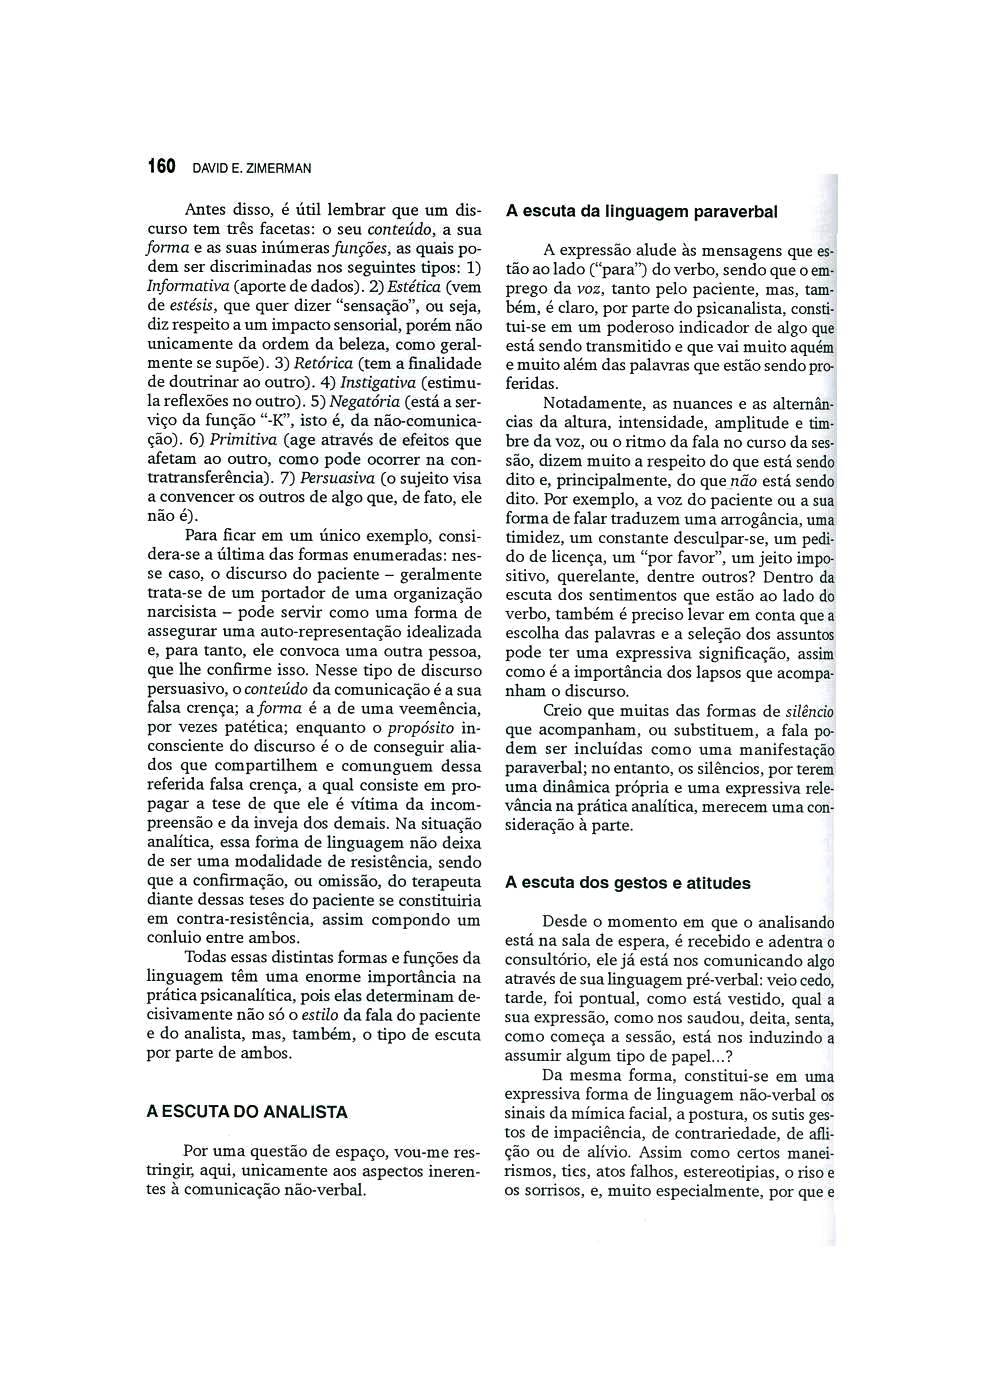 160 DAVID E. ZIMERMAN
Antes disso, é útil lembrar que um dis-
curso tem três facetas: o seu conteúdo, a sua
forma e as suas inúmeras funções, as quais po-
dem ser discriminadas nos seguintes tipos: 1)
Informativa (aporte de dados). 2) Estética (vem
de estésis, que quer dizer “sensação”, ou seja,
diz respeito a um impacto sensorial, porém não
unicamente da ordem da beleza, como geral-
mente se supõe). 3) Retórica (tem a finalidade
de doutrinar ao outro). 4) Instigativa (estimu-
la reflexões no outro). 5) Negatória (está a ser-
viço da função “-K”, isto é, da não-comunica-
ção). 6) Primitiva (age através de efeitos que
afetam ao outro, como pode ocorrer na con-
tratransferência). 7) Persuasiva (o sujeito visa
a convencer os outros de algo que, de fato, ele
não é).
Para ficar em um único exemplo, consi-
dera-se a última das formas enumeradas: nes-
se caso, o discurso do paciente – geralmente
trata-se de um portador de uma organização
narcisista – pode servir como uma forma de
assegurar uma auto-representação idealizada
e, para tanto, ele convoca uma outra pessoa,
que lhe confirme isso. Nesse tipo de discurso
persuasivo, o conteúdo da comunicação é a sua
falsa crença; a forma é a de uma veemência,
por vezes patética; enquanto o propósito in-
consciente do discurso é o de conseguir alia-
dos que compartilhem e comunguem dessa
referida falsa crença, a qual consiste em pro-
pagar a tese de que ele é vítima da incom-
preensão e da inveja dos demais. Na situação
analítica, essa forma de linguagem não deixa
de ser uma modalidade de resistência, sendo
que a confirmação, ou omissão, do terapeuta
diante dessas teses do paciente se constituiria
em contra-resistência, assim compondo um
conluio entre ambos.
Todas essas distintas formas e funções da
linguagem têm uma enorme importância na
prática psicanalítica, pois elas determinam de-
cisivamente não só o estilo da fala do paciente
e do analista, mas, também, o tipo de escuta
por parte de ambos.
A ESCUTA DO ANALISTA
Por uma questão de espaço, vou-me res-
tringir, aqui, unicamente aos aspectos ineren-
tes à comunicação não-verbal.
A escuta da linguagem paraverbal
A expressão alude às mensagens que es-
tão ao lado (“para”) do verbo, sendo que o em-
prego da voz, tanto pelo paciente, mas, tam-
bém, é claro, por parte do psicanalista, consti-
tui-se em um poderoso indicador de algo que
está sendo transmitido e que vai muito aquém
e muito além das palavras que estão sendo pro-
feridas.
Notadamente, as nuances e as alternân-
cias da altura, intensidade, amplitude e tim-
bre da voz, ou o ritmo da fala no curso da ses-
são, dizem muito a respeito do que está sendo
dito e, principalmente, do que não está sendo
dito. Por exemplo, a voz do paciente ou a sua
forma de falar traduzem uma arrogância, uma
timidez, um constante desculpar-se, um pedi-
do de licença, um “por favor”, um jeito impo-
sitivo, querelante, dentre outros? Dentro da
escuta dos sentimentos que estão ao lado do
verbo, também é preciso levar em conta que a
escolha das palavras e a seleção dos assuntos
pode ter uma expressiva significação, assim
como é a importância dos lapsos que acompa-
nham o discurso.
Creio que muitas das formas de silêncio
que acompanham, ou substituem, a fala po-
dem ser incluídas como uma manifestação
paraverbal; no entanto, os silêncios, por terem
uma dinâmica própria e uma expressiva rele-
vância na prática analítica, merecem uma con-
sideração à parte.
A escuta dos gestos e atitudes
Desde o momento em que o analisando
está na sala de espera, é recebido e adentra o
consultório, ele já está nos comunicando algo
através de sua linguagem pré-verbal: veio cedo,
tarde, foi pontual, como está vestido, qual a
sua expressão, como nos saudou, deita, senta,
como começa a sessão, está nos induzindo a
assumir algum tipo de papel...?
Da mesma forma, constitui-se em uma
expressiva forma de linguagem não-verbal os
sinais da mímica facial, a postura, os sutis ges-
tos de impaciência, de contrariedade, de afli-
ção ou de alívio. Assim como certos manei-
rismos, tics, atos falhos, estereotipias, o riso e
os sorrisos, e, muito especialmente, por que e